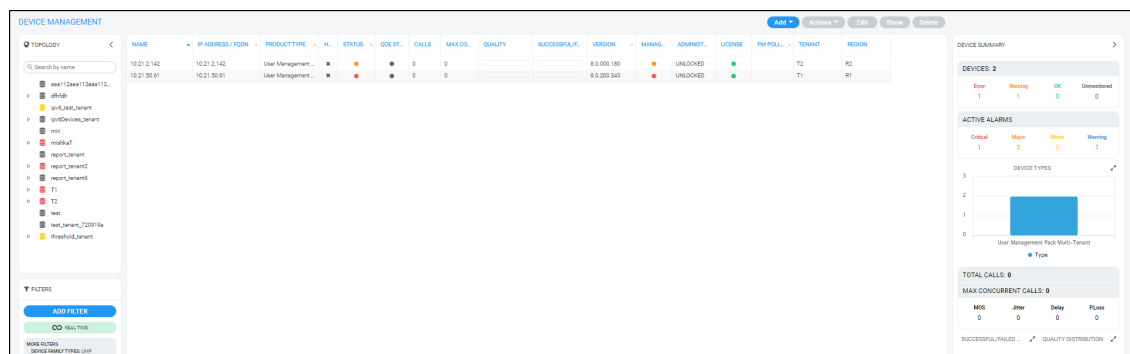 DEVICE MANAGEMENT
Add Actions Edit Show Delete
TOPOLOGY
Search by name
aaa112aaa112aaa112...
dfhfdh
ipv6_test_tenant
ipv6Devices_tenant
miri
mishkaT
report_tenant
report_tenant2
report_tenant9
T1
T2
test
test_tenant_720919a
threshold_tenant
FILTERS
ADD FILTER
REAL TIME
MORE FILTERS
DEVICE FAMILY TYPES: UMP
NAME IP ADDRESS / FQDN PRODUCT TYPE H... STATUS QOE ST... CALLS MAX CO... QUALITY SUCCESSFUL/F... VERSION MANAG... ADMINIST... LICENSE PM POLL... TENANT REGION
10.21.2.142 10.21.2.142 User Management ... 0 0 8.0.000.180 UNLOCKED T2 R2
10.21.50.61 10.21.50.61 User Management ... 0 0 8.0.200.343 UNLOCKED T1 R1
DEVICE SUMMARY
DEVICES: 2
Error Warning OK Unmonitored
1 1 0 0
ACTIVE ALARMS
Critical Major Minor Warning
1 3 0 1
DEVICE TYPES
3
2
1
0
User Management Pack Multi-Tenant
Type
TOTAL CALLS: 0
MAX CONCURRENT CALLS: 0
MOS Jitter Delay P.Loss
0 0 0 0
SUCCESSFUL/FAILED ... QUALITY DISTRIBUTION